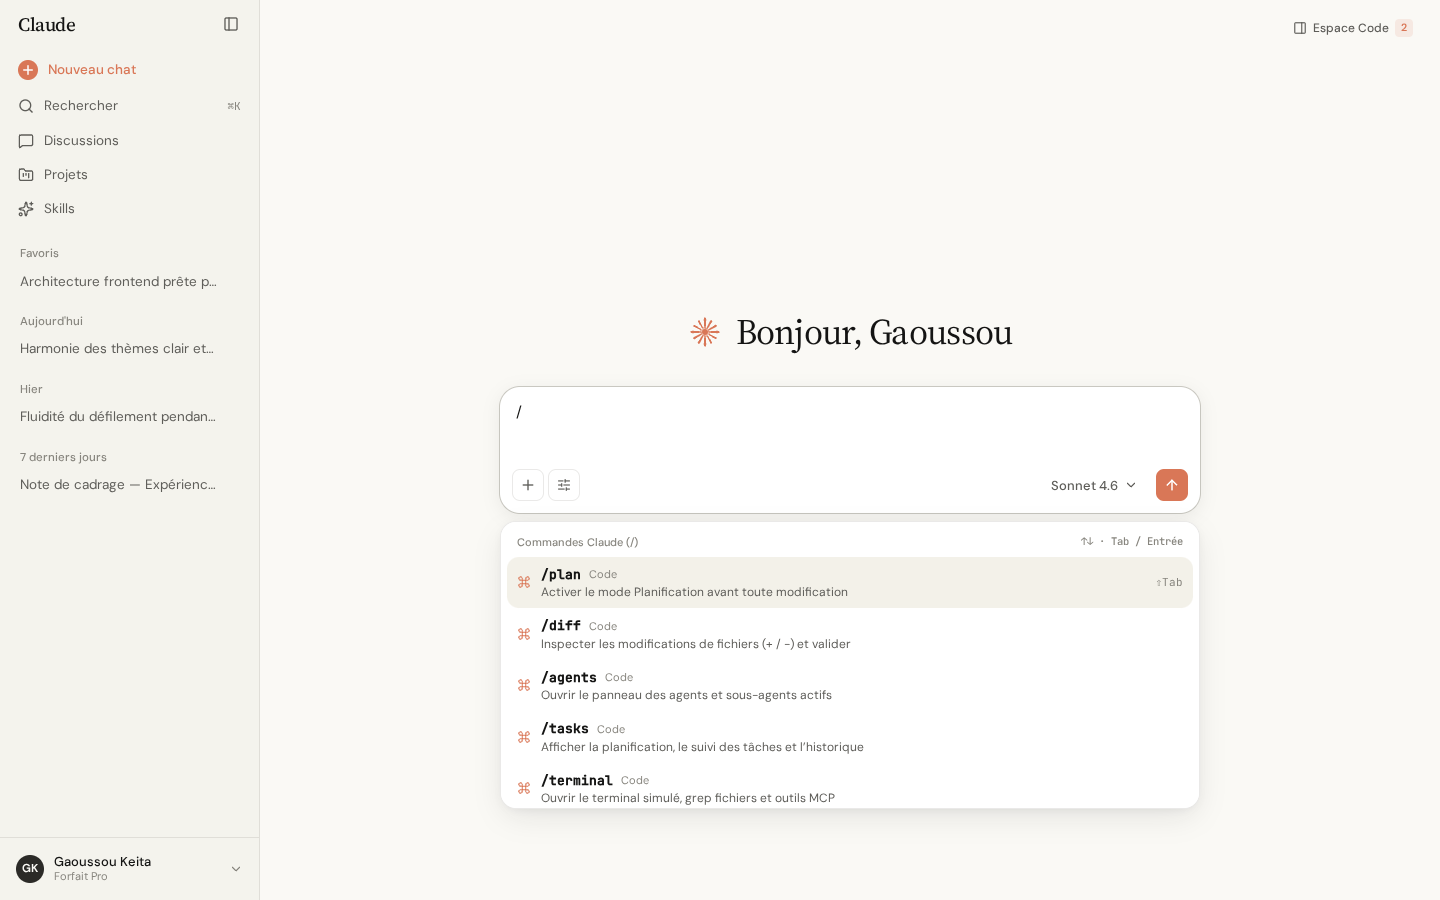 Claude
Nouveau chat
Rechercher ⌘K
Discussions
Projets
Skills
Favoris
Architecture frontend prête p…
Aujourd'hui
Harmonie des thèmes clair et…
Hier
Fluidité du défilement pendan…
7 derniers jours
Note de cadrage — Expérienc…
GK
Gaoussou Keita
Forfait Pro
Espace Code 2
Bonjour, Gaoussou
/
Sonnet 4.6
Commandes Claude (/) ↑↓ · Tab / Entrée
/plan Code
Activer le mode Planification avant toute modification
⇧Tab
/diff Code
Inspecter les modifications de fichiers (+ / -) et valider
/agents Code
Ouvrir le panneau des agents et sous-agents actifs
/tasks Code
Afficher la planification, le suivi des tâches et l’historique
/terminal Code
Ouvrir le terminal simulé, grep fichiers et outils MCP